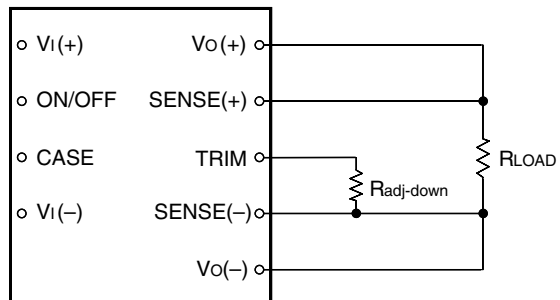 VI(+) VO(+)
ON/OFF SENSE(+)
CASE TRIM
RLOAD
Radj-down
VI(–) SENSE(–)
VO(–)